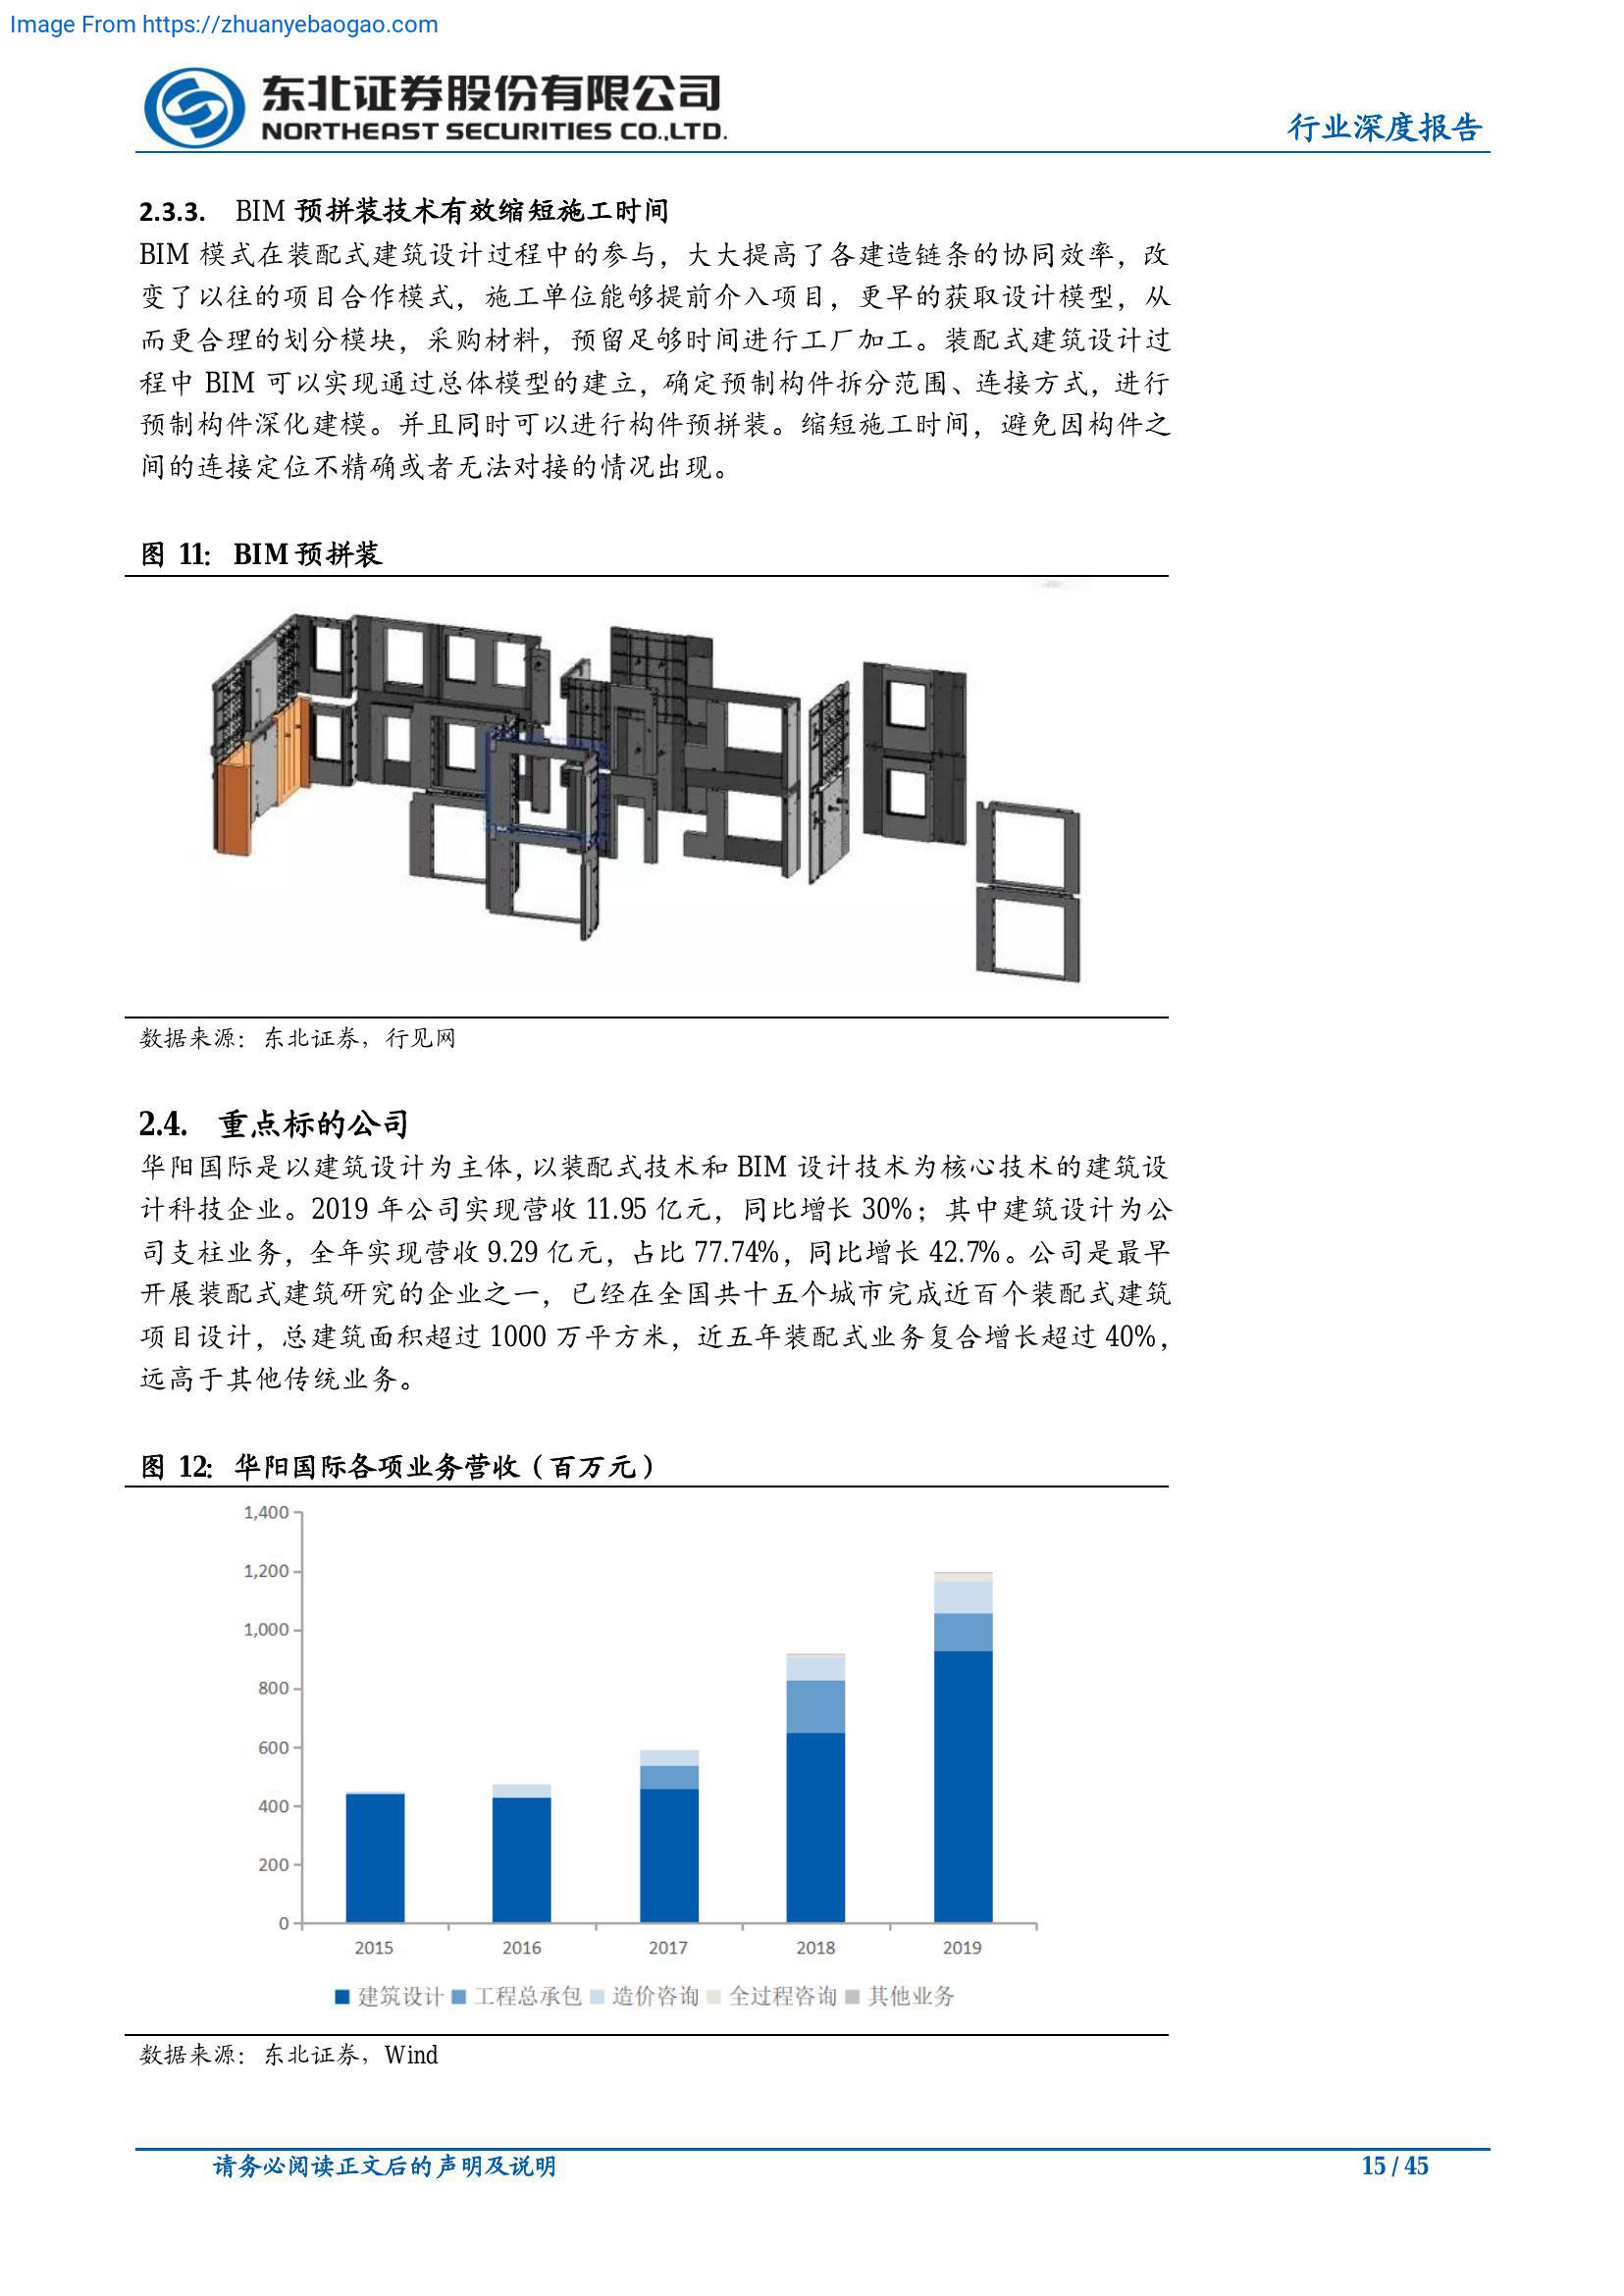 Image From https://zhuanyebaogao.com
东北证券股份有限公司
NORTHEAST SECURITIES CO.,LTD.
行业深度报告
2.3.3. BIM 预拼装技术有效缩短施工时间
BIM 模式在装配式建筑设计过程中的参与，大大提高了各建造链条的协同效率，改
变了以往的项目合作模式，施工单位能够提前介入项目，更早的获取设计模型，从
而更合理的划分模块，采购材料，预留足够时间进行工厂加工。装配式建筑设计过
程中 BIM 可以实现通过总体模型的建立，确定预制构件拆分范围、连接方式，进行
预制构件深化建模。并且同时可以进行构件预拼装。缩短施工时间，避免因构件之
间的连接定位不精确或者无法对接的情况出现。
图 11: BIM 预拼装
数据来源：东北证券，行见网
2.4. 重点标的公司
华阳国际是以建筑设计为主体，以装配式技术和 BIM 设计技术为核心技术的建筑设
计科技企业。2019 年公司实现营收 11.95 亿元，同比增长 30%；其中建筑设计为公
司支柱业务，全年实现营收 9.29 亿元，占比 77.74%，同比增长 42.7%。公司是最早
开展装配式建筑研究的企业之一，已经在全国共十五个城市完成近百个装配式建筑
项目设计，总建筑面积超过 1000 万平方米，近五年装配式业务复合增长超过 40%，
远高于其他传统业务。
图 12: 华阳国际各项业务营收（百万元）
1,400
1,200
1,000
800
600
400
200
0
2015 2016 2017 2018 2019
建筑设计 工程总承包 造价咨询 全过程咨询 其他业务
数据来源：东北证券，Wind
请务必阅读正文后的声明及说明 15 / 45